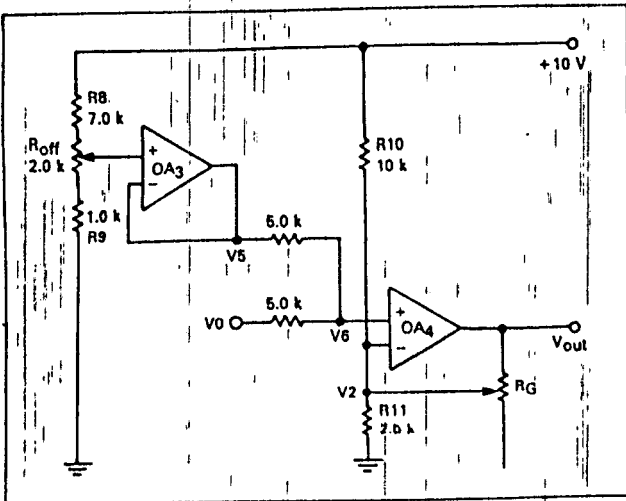 +10 V
R8
7.0 k
Roff
2.0 k
1.0 k
R9
+
OA3
−
V5
5.0 k
R10
10 k
V0
5.0 k
V6
+
OA4
−
Vout
V2
RG
R11
2.0 k